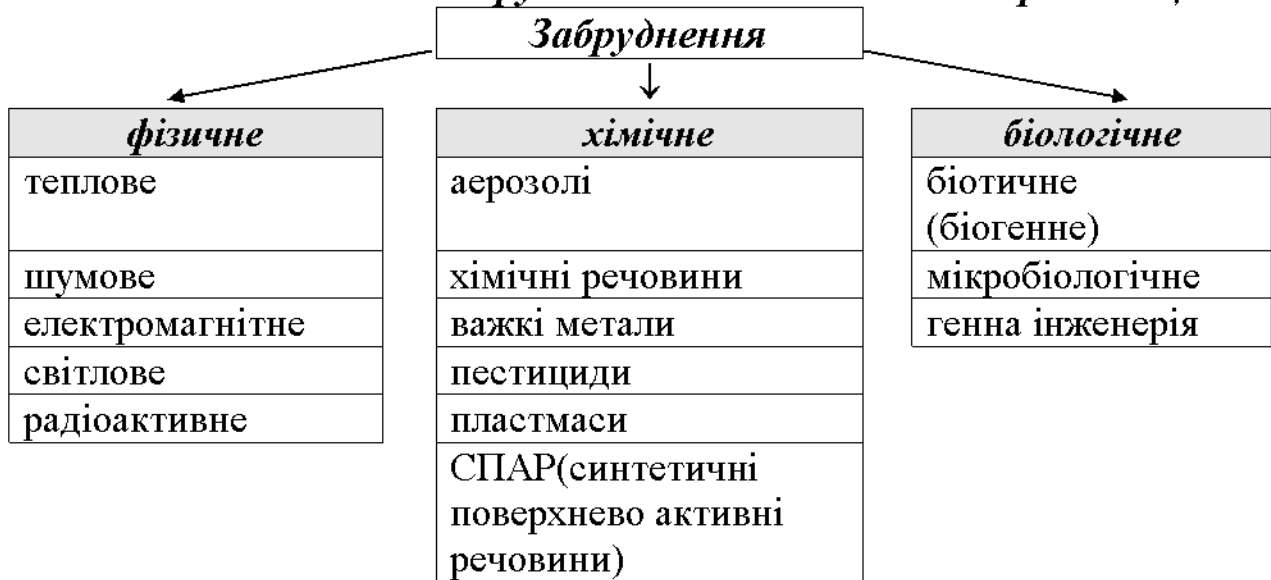 Забруднення
фізичне
теплове
шумове
електромагнітне
світлове
радіоактивне
хімічне
аерозолі
хімічні речовини
важкі метали
пестициди
пластмаси
СПАР(синтетичні
поверхнево активні
речовини)
біологічне
біотичне
(біогенне)
мікробіологічне
генна інженерія